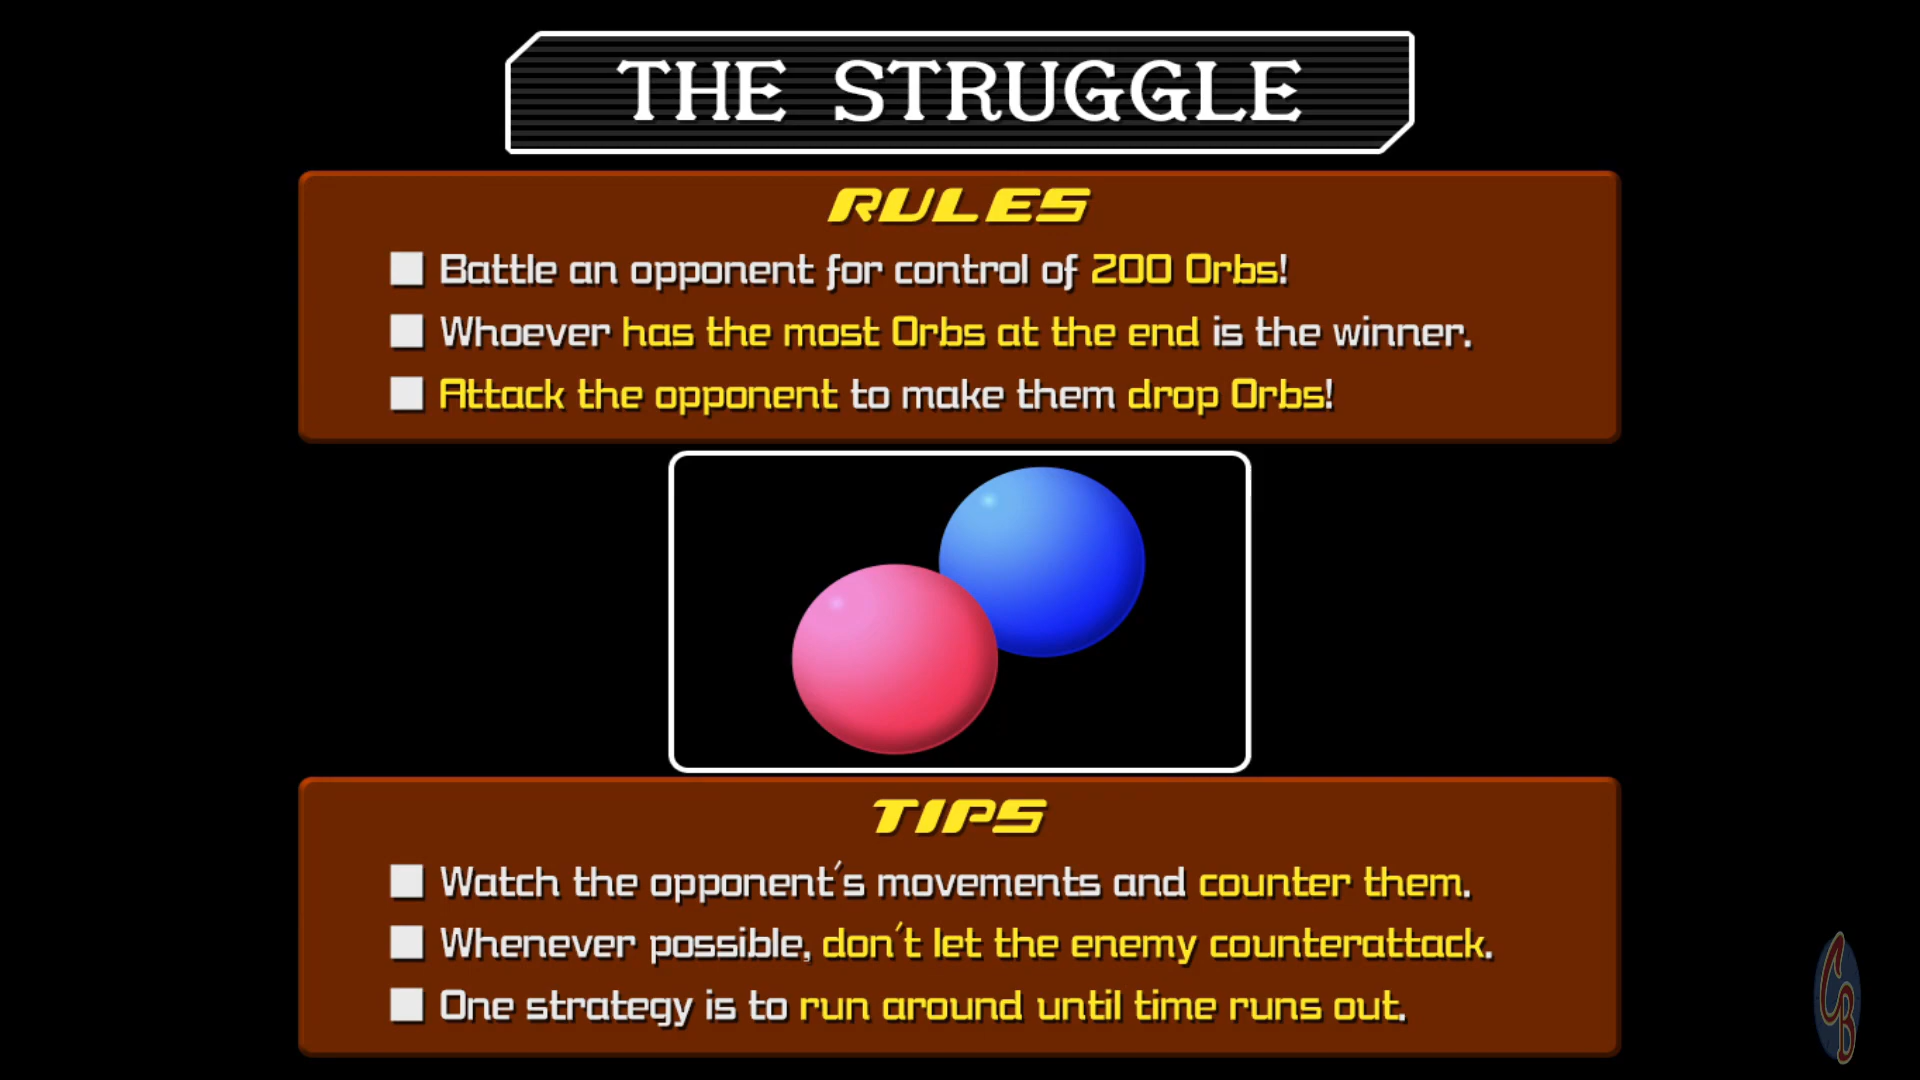 THE STRUGGLE
RULES
Battle an opponent for control of 200 Orbs!
Whoever has the most Orbs at the end is the winner.
Attack the opponent to make them drop Orbs!
TIPS
Watch the opponent's movements and counter them.
Whenever possible, don't let the enemy counterattack.
One strategy is to run around until time runs out.
CB